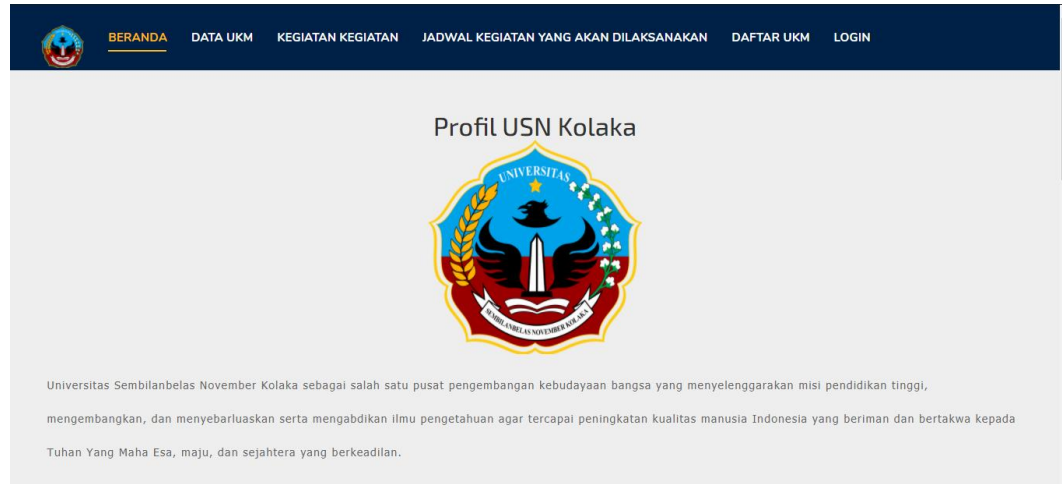 BERANDA DATA UKM KEGIATAN KEGIATAN JADWAL KEGIATAN YANG AKAN DILAKSANAKAN DAFTAR UKM LOGIN
Profil USN Kolaka
UNIVERSITAS
SEMBILANBELAS NOVEMBER KOLAKA
Universitas Sembilanbelas November Kolaka sebagai salah satu pusat pengembangan kebudayaan bangsa yang menyelenggarakan misi pendidikan tinggi,
mengembangkan, dan menyebarluaskan serta mengabdikan ilmu pengetahuan agar tercapai peningkatan kualitas manusia Indonesia yang beriman dan bertakwa kepada
Tuhan Yang Maha Esa, maju, dan sejahtera yang berkeadilan.